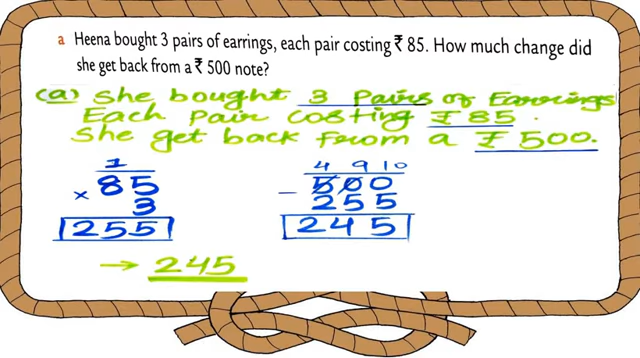 a Heena bought 3 pairs of earrings, each pair costing ₹ 85. How much change did
she get back from a ₹ 500 note?
(a) She bought 3 Pairs of Earrings
Each Pair costing ₹ 85.
She get back from a ₹ 500.
1 4 9 10
85 500
× 3 − 255
255 245
→ 245